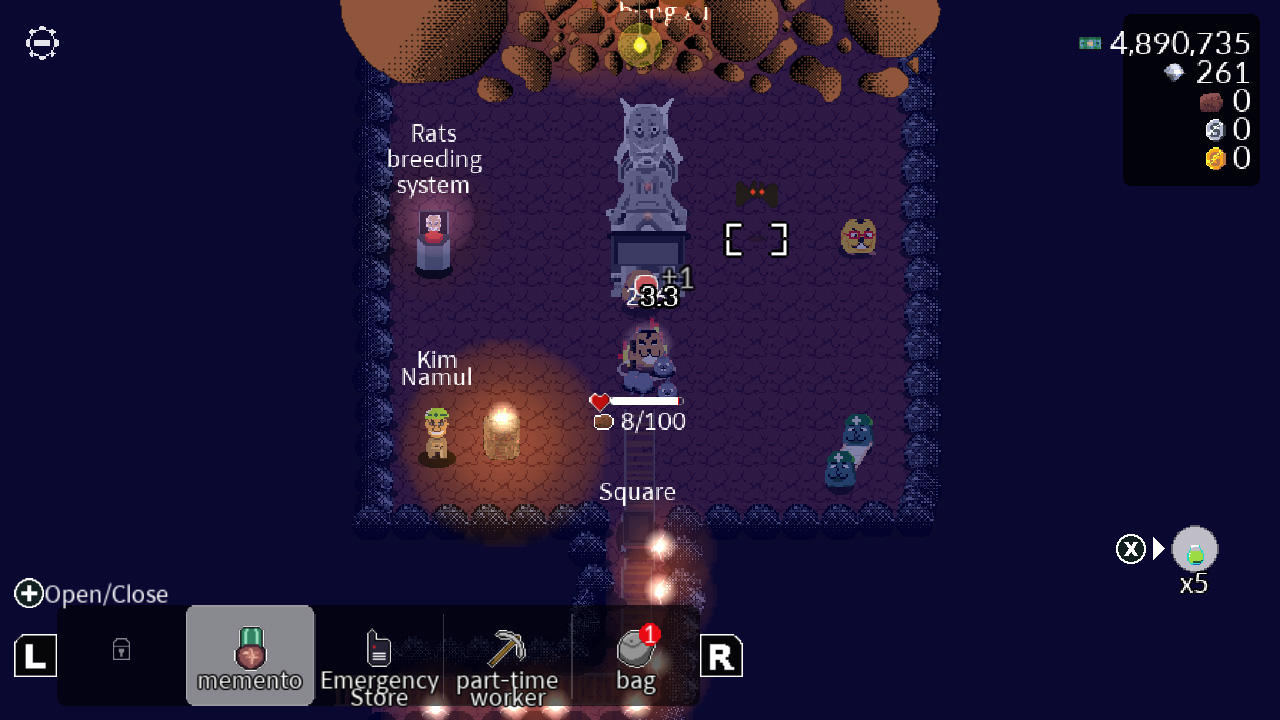 4,890,735
261
0
0
0
Rats
breeding
system
+1
Kim
Namul
8/100
Square
X
x5
Open/Close
L
memento
Emergency
Store
part-time
worker
1
bag
R